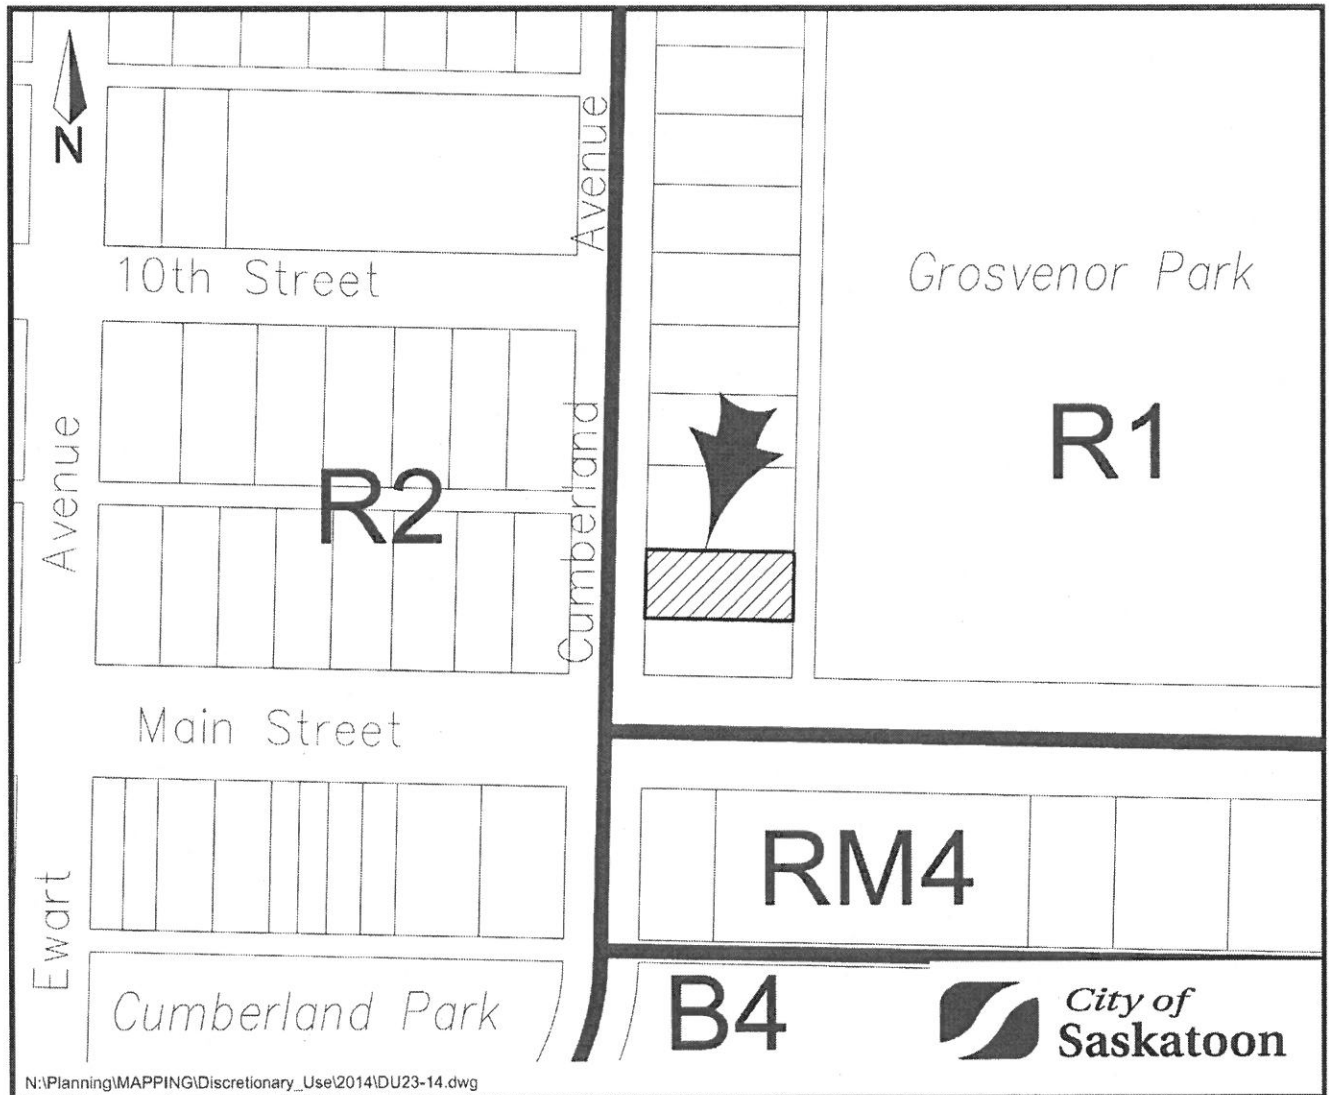 N
Avenue
10th Street
Grosvenor Park
R1
Avenue
R2
Cumberland
Main Street
RM4
Ewart
Cumberland Park
B4
City of
Saskatoon
N:\Planning\MAPPING\Discretionary_Use\2014\DU23-14.dwg